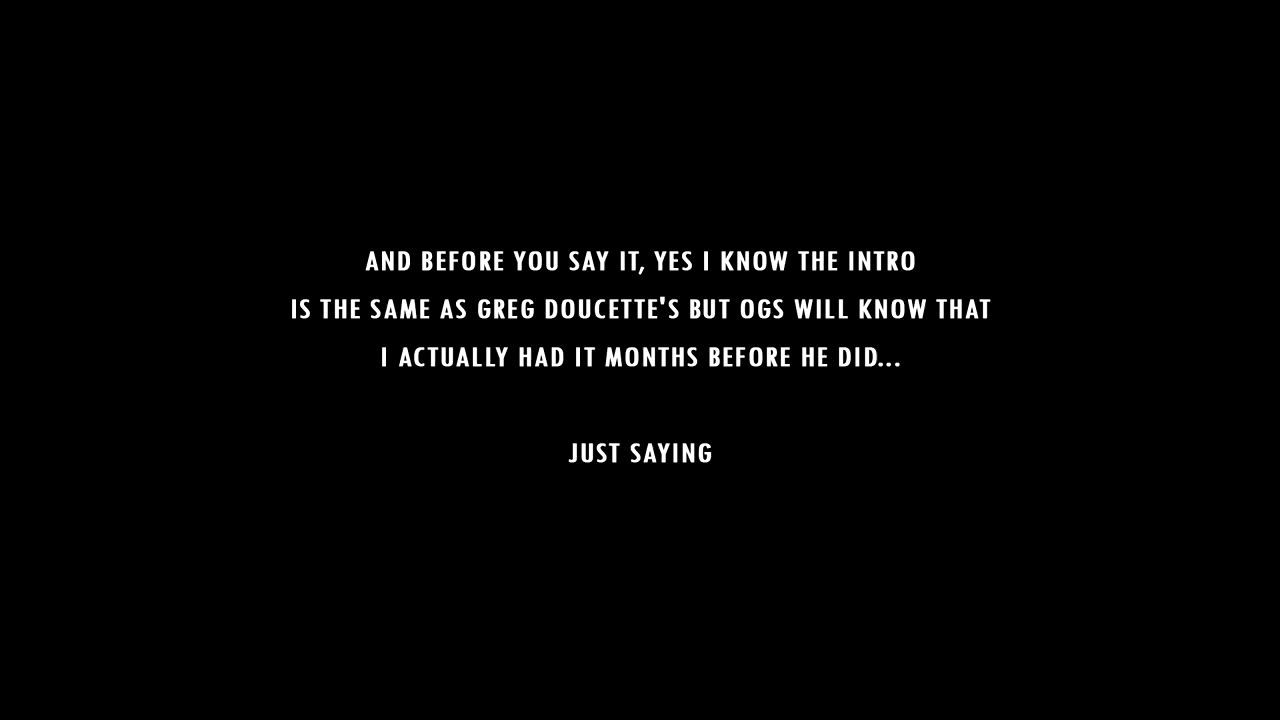 AND BEFORE YOU SAY IT, YES I KNOW THE INTRO
IS THE SAME AS GREG DOUCETTE'S BUT OGS WILL KNOW THAT
I ACTUALLY HAD IT MONTHS BEFORE HE DID...
JUST SAYING